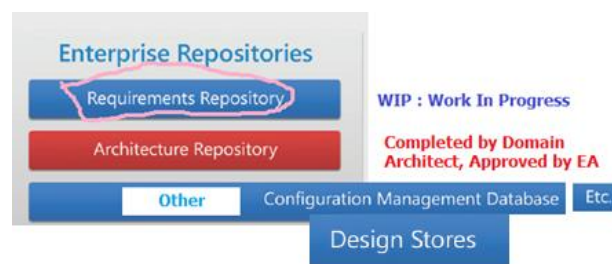 Enterprise Repositories
Requirements Repository
WIP : Work In Progress
Architecture Repository
Completed by Domain
Architect, Approved by EA
Other
Configuration Management Database
Etc.
Design Stores